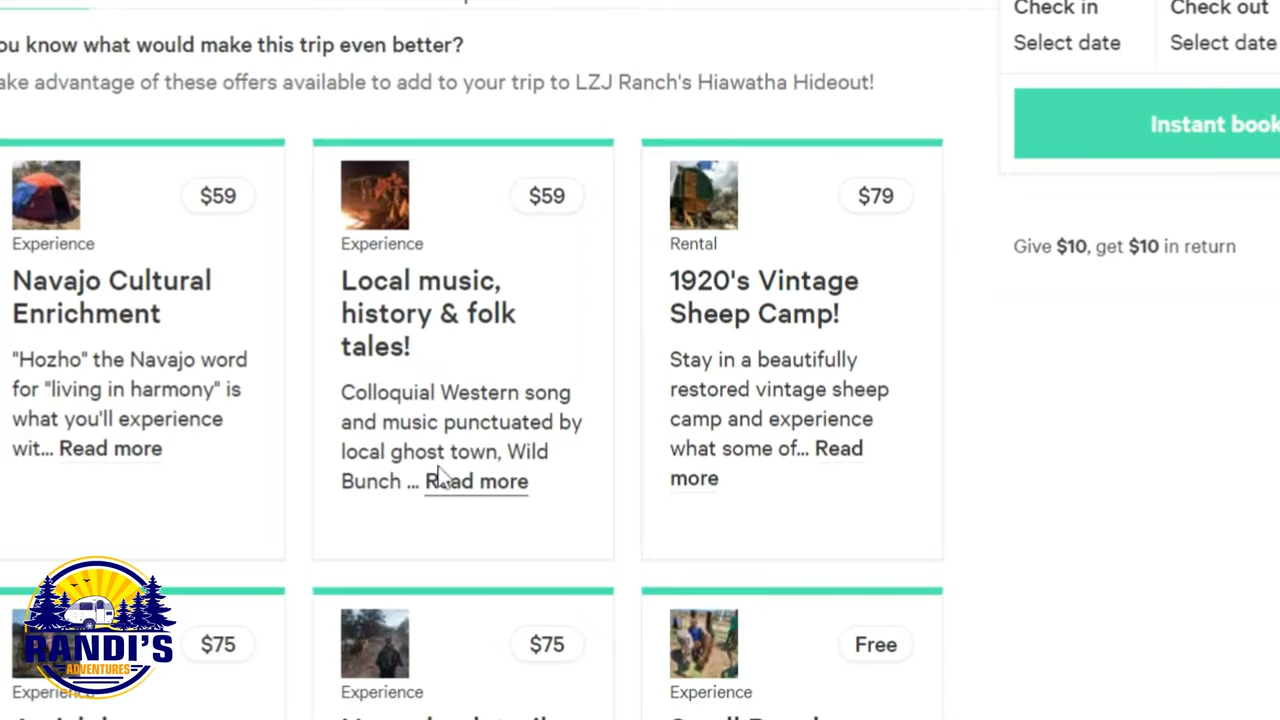 Check in Check out
Select date Select date
ou know what would make this trip even better?
ake advantage of these offers available to add to your trip to LZJ Ranch's Hiawatha Hideout!
Instant book
Give $10, get $10 in return
$59
Experience
Navajo Cultural
Enrichment
"Hozho" the Navajo word
for "living in harmony" is
what you'll experience
wit... Read more
$59
Experience
Local music,
history & folk
tales!
Colloquial Western song
and music punctuated by
local ghost town, Wild
Bunch ... Read more
$79
Rental
1920's Vintage
Sheep Camp!
Stay in a beautifully
restored vintage sheep
camp and experience
what some of... Read
more
$75
Experience
$75
Experience
Free
Experience
RANDI'S
ADVENTURES